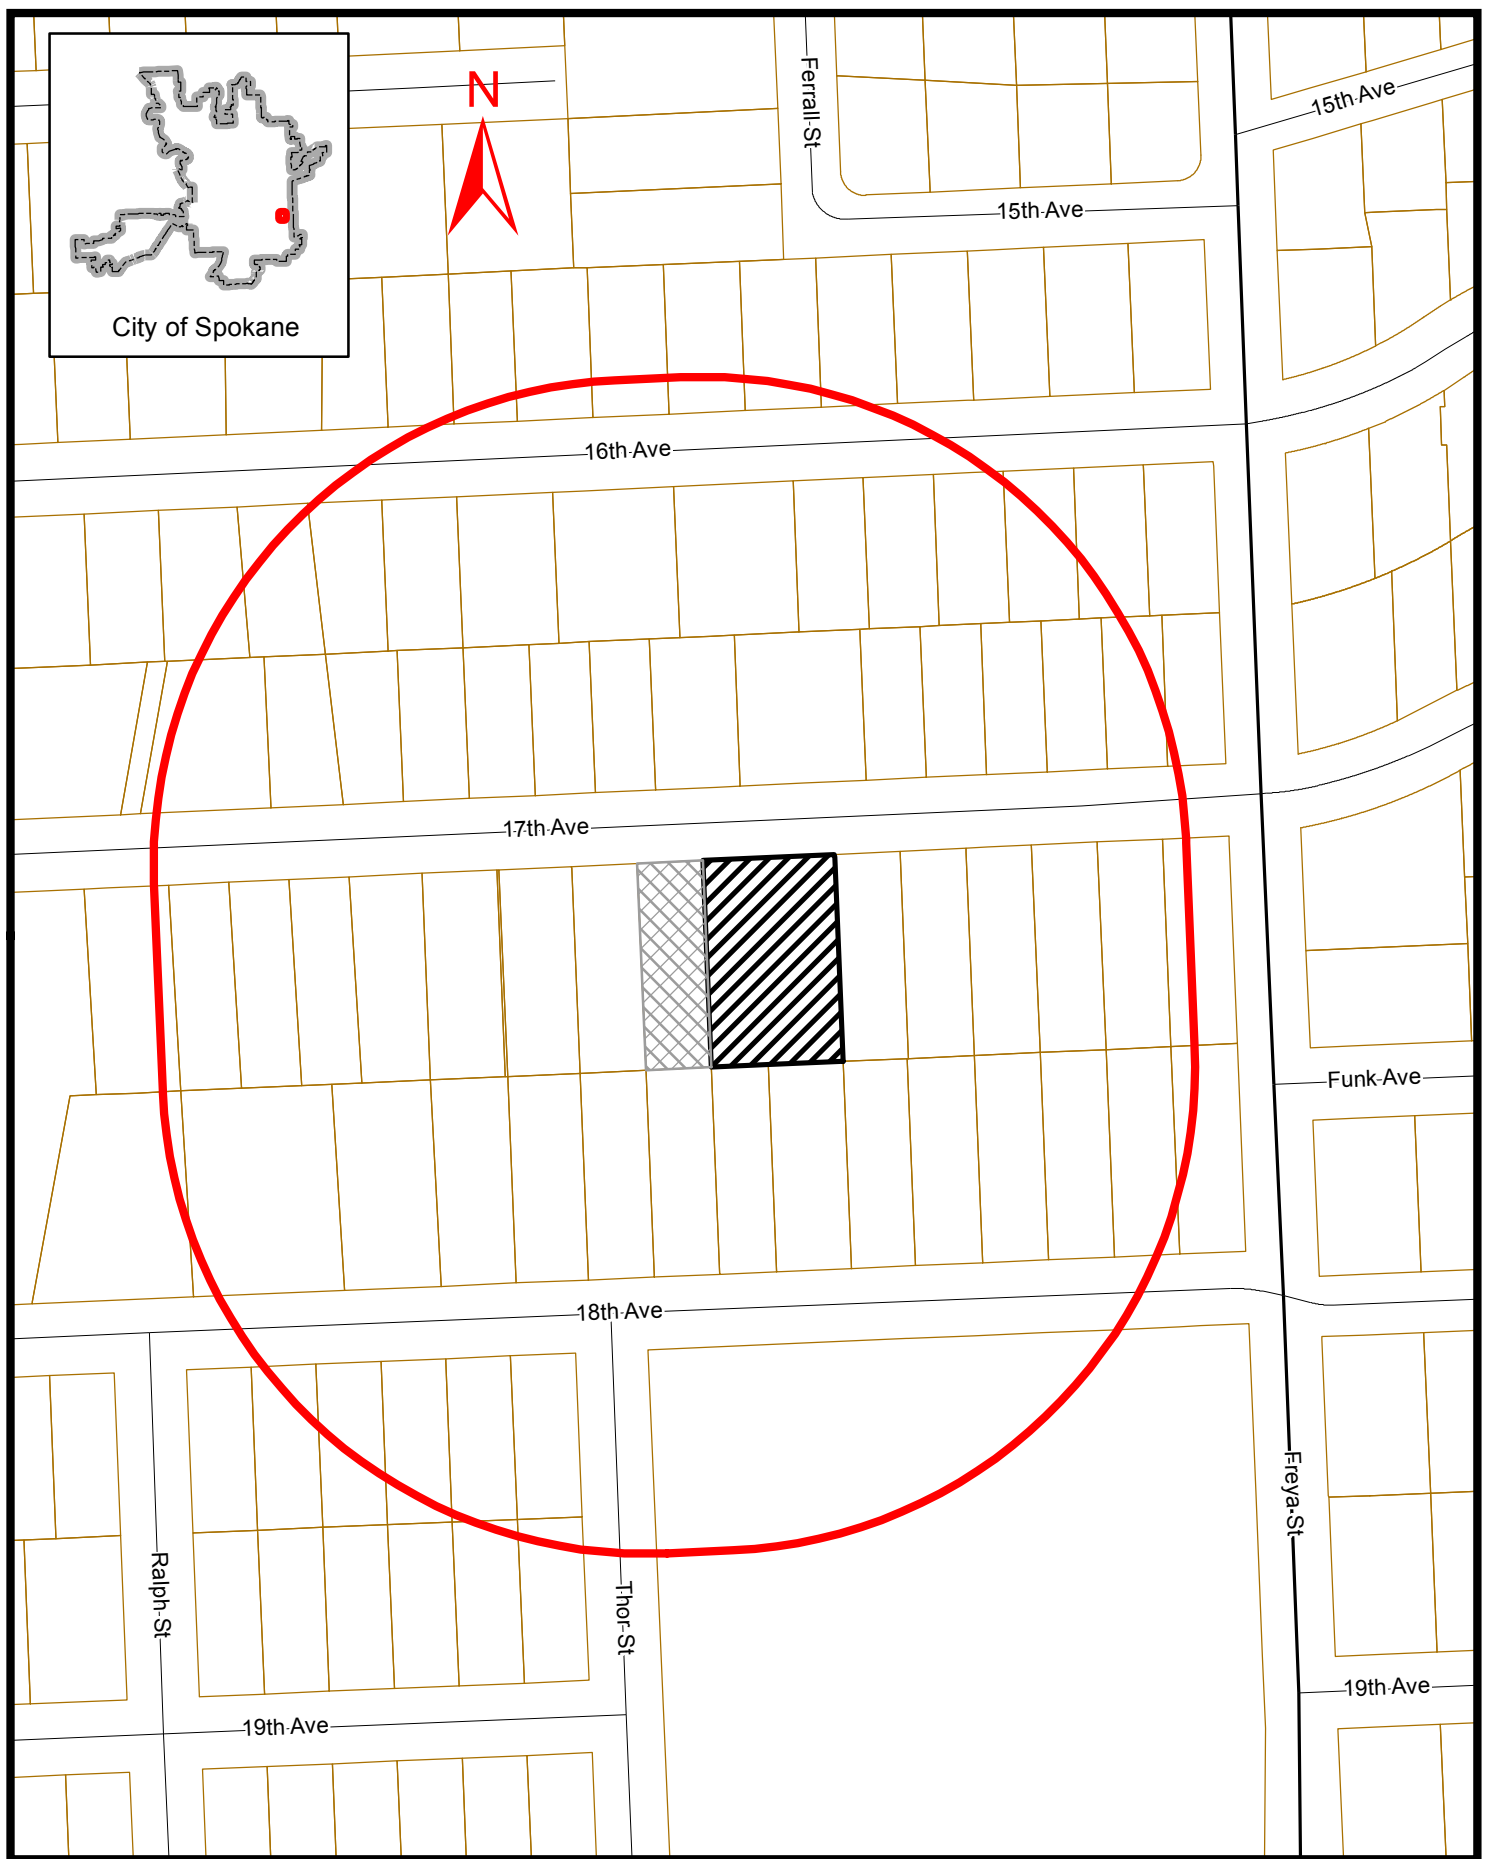 N
Ferrall St
15th Ave
15th Ave
City of Spokane
16th Ave
17th Ave
Funk Ave
18th Ave
Freya St
Ralph St
Thor St
19th Ave
19th Ave